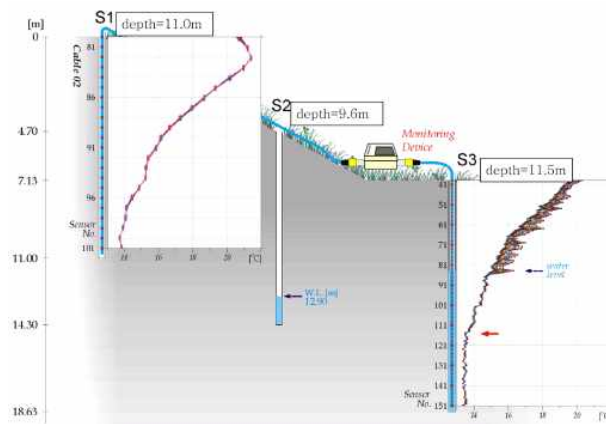 [m]
S1
depth=11.0m
0
4.70
7.15
11.00
14.30
18.63
Cable 02
81
86
91
96
101
Sensor
No.
16
18
20
[°C]
S2
depth=9.6m
W.L. [m]
12.90
Monitoring
Device
S3
depth=11.5m
41
51
61
71
81
91
101
111
121
131
141
151
water
level
Sensor
No.
14
16
18
20
[°C]